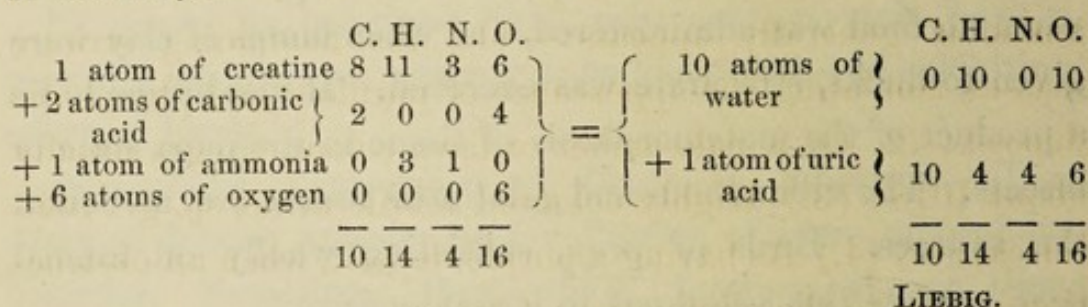 C. H. N. O. C. H. N. O.
1 atom of creatine 8 11 3 6 10 atoms of 0 10 0 10
+ 2 atoms of carbonic 2 0 0 4 = water
acid
+ 1 atom of ammonia 0 3 1 0 + 1 atom of uric 10 4 4 6
+ 6 atoms of oxygen 0 0 0 6 acid
10 14 4 16 10 14 4 16
LIEBIG.